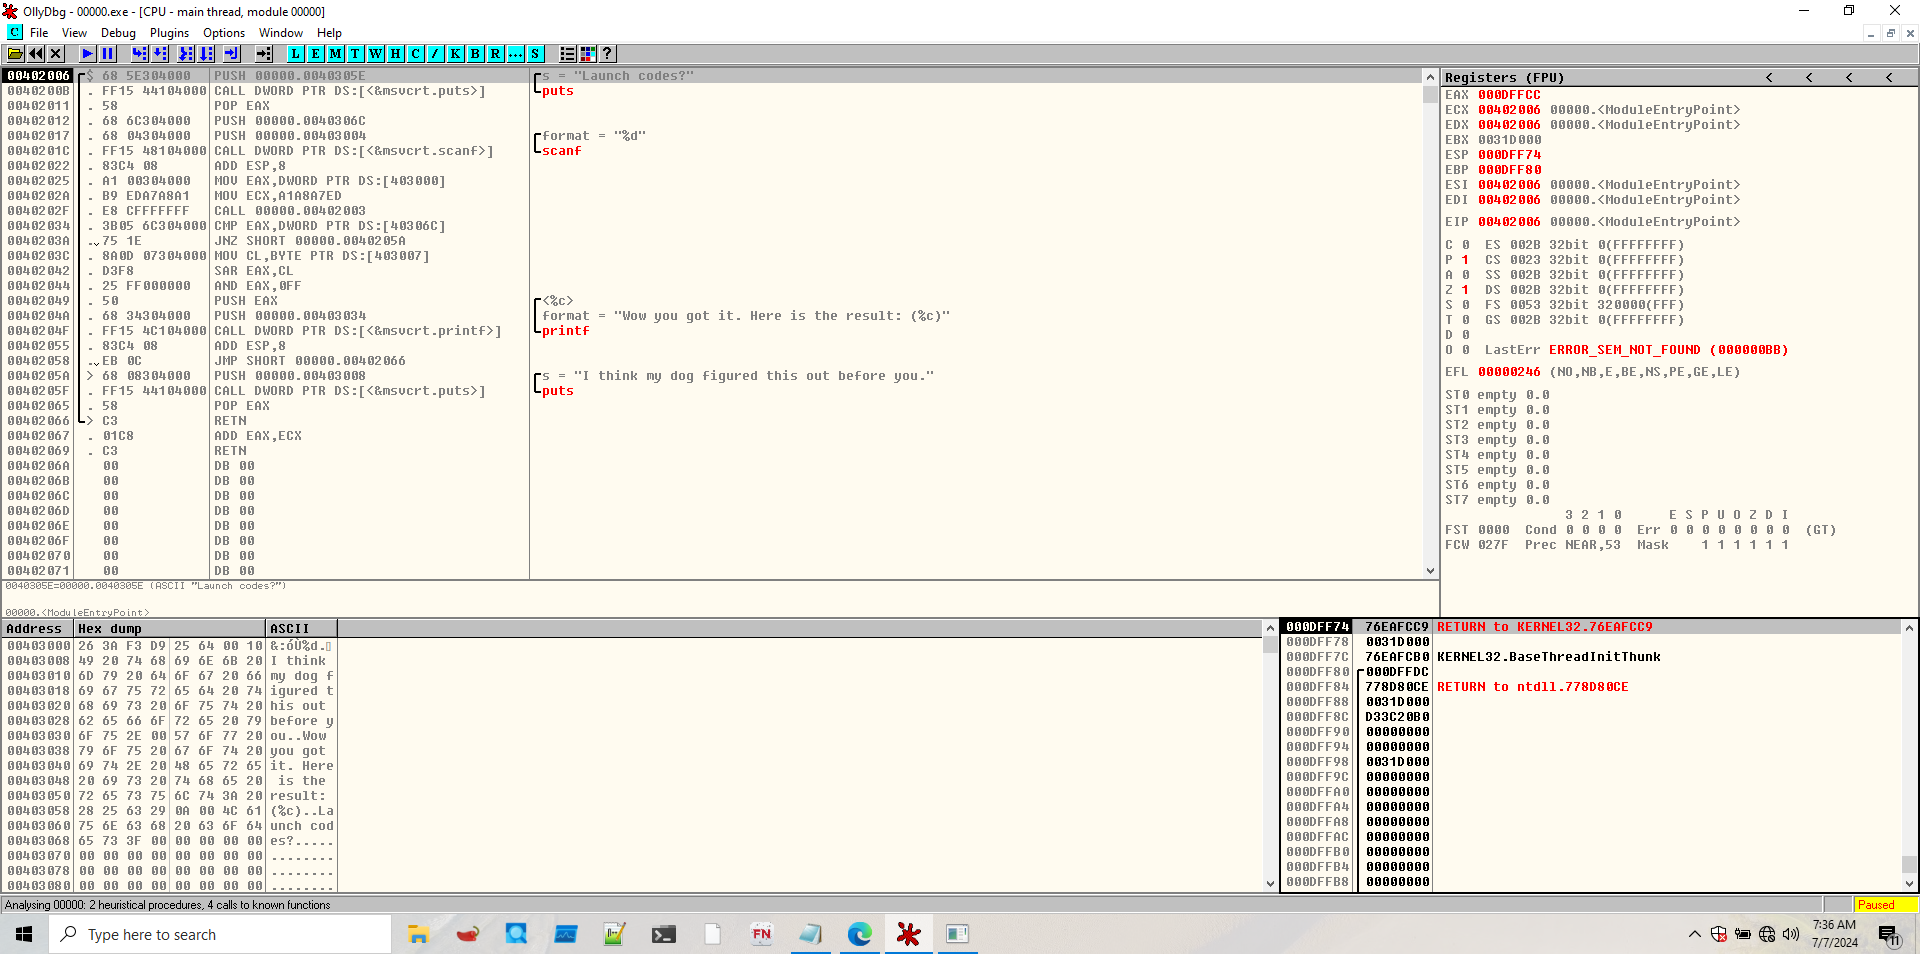 OllyDbg - 00000.exe - [CPU - main thread, module 00000]
C File View Debug Plugins Options Window Help
L E M T W H C / K B R ... S ?
00402006 $ 68 5E304000 PUSH 00000.0040305E s = "Launch codes?"
0040200B . FF15 44104000 CALL DWORD PTR DS:[<&msvcrt.puts>] puts
00402011 . 58 POP EAX
00402012 . 68 6C304000 PUSH 00000.0040306C
00402017 . 68 04304000 PUSH 00000.00403004 format = "%d"
0040201C . FF15 48104000 CALL DWORD PTR DS:[<&msvcrt.scanf>] scanf
00402022 . 83C4 08 ADD ESP,8
00402025 . A1 00304000 MOV EAX,DWORD PTR DS:[403000]
0040202A . B9 EDA7A8A1 MOV ECX,A1A8A7ED
0040202F . E8 CFFFFFFF CALL 00000.00402003
00402034 . 3B05 6C304000 CMP EAX,DWORD PTR DS:[40306C]
0040203A .v 75 1E JNZ SHORT 00000.0040205A
0040203C . 8A0D 07304000 MOV CL,BYTE PTR DS:[403007]
00402042 . D3F8 SAR EAX,CL
00402044 . 25 FF000000 AND EAX,0FF
00402049 . 50 PUSH EAX <%c>
0040204A . 68 34304000 PUSH 00000.00403034 format = "Wow you got it. Here is the result: (%c)"
0040204F . FF15 4C104000 CALL DWORD PTR DS:[<&msvcrt.printf>] printf
00402055 . 83C4 08 ADD ESP,8
00402058 .v EB 0C JMP SHORT 00000.00402066
0040205A > 68 08304000 PUSH 00000.00403008 s = "I think my dog figured this out before you."
0040205F . FF15 44104000 CALL DWORD PTR DS:[<&msvcrt.puts>] puts
00402065 . 58 POP EAX
00402066 > C3 RETN
00402067 . 01C8 ADD EAX,ECX
00402069 . C3 RETN
0040206A 00 DB 00
0040206B 00 DB 00
0040206C 00 DB 00
0040206D 00 DB 00
0040206E 00 DB 00
0040206F 00 DB 00
00402070 00 DB 00
00402071 00 DB 00
0040305E=00000.0040305E (ASCII "Launch codes?")
00000.<ModuleEntryPoint>
Registers (FPU) < < < <
EAX 000DFFCC
ECX 00402006 00000.<ModuleEntryPoint>
EDX 00402006 00000.<ModuleEntryPoint>
EBX 0031D000
ESP 000DFF74
EBP 000DFF80
ESI 00402006 00000.<ModuleEntryPoint>
EDI 00402006 00000.<ModuleEntryPoint>
EIP 00402006 00000.<ModuleEntryPoint>
C 0 ES 002B 32bit 0(FFFFFFFF)
P 1 CS 0023 32bit 0(FFFFFFFF)
A 0 SS 002B 32bit 0(FFFFFFFF)
Z 1 DS 002B 32bit 0(FFFFFFFF)
S 0 FS 0053 32bit 320000(FFF)
T 0 GS 002B 32bit 0(FFFFFFFF)
D 0
O 0 LastErr ERROR_SEM_NOT_FOUND (000000BB)
EFL 00000246 (NO,NB,E,BE,NS,PE,GE,LE)
ST0 empty 0.0
ST1 empty 0.0
ST2 empty 0.0
ST3 empty 0.0
ST4 empty 0.0
ST5 empty 0.0
ST6 empty 0.0
ST7 empty 0.0
3 2 1 0 E S P U O Z D I
FST 0000 Cond 0 0 0 0 Err 0 0 0 0 0 0 0 0 (GT)
FCW 027F Prec NEAR,53 Mask 1 1 1 1 1 1
Address Hex dump ASCII
00403000 26 3A F3 D9 25 64 00 10 &:óÙ%d.
00403008 49 20 74 68 69 6E 6B 20 I think
00403010 6D 79 20 64 6F 67 20 66 my dog f
00403018 69 67 75 72 65 64 20 74 igured t
00403020 68 69 73 20 6F 75 74 20 his out
00403028 62 65 66 6F 72 65 20 79 before y
00403030 6F 75 2E 00 57 6F 77 20 ou..Wow
00403038 79 6F 75 20 67 6F 74 20 you got
00403040 69 74 2E 20 48 65 72 65 it. Here
00403048 20 69 73 20 74 68 65 20 is the
00403050 72 65 73 75 6C 74 3A 20 result:
00403058 28 25 63 29 0A 00 4C 61 (%c)..La
00403060 75 6E 63 68 20 63 6F 64 unch cod
00403068 65 73 3F 00 00 00 00 00 es?.....
00403070 00 00 00 00 00 00 00 00 ........
00403078 00 00 00 00 00 00 00 00 ........
00403080 00 00 00 00 00 00 00 00 ........
000DFF74 76EAFCC9 RETURN to KERNEL32.76EAFCC9
000DFF78 0031D000
000DFF7C 76EAFCB0 KERNEL32.BaseThreadInitThunk
000DFF80 000DFFDC
000DFF84 778D80CE RETURN to ntdll.778D80CE
000DFF88 0031D000
000DFF8C D33C20B0
000DFF90 00000000
000DFF94 00000000
000DFF98 0031D000
000DFF9C 00000000
000DFFA0 00000000
000DFFA4 00000000
000DFFA8 00000000
000DFFAC 00000000
000DFFB0 00000000
000DFFB4 00000000
000DFFB8 00000000
Analysing 00000: 2 heuristical procedures, 4 calls to known functions
Paused
Type here to search
FN
7:36 AM
7/7/2024
11